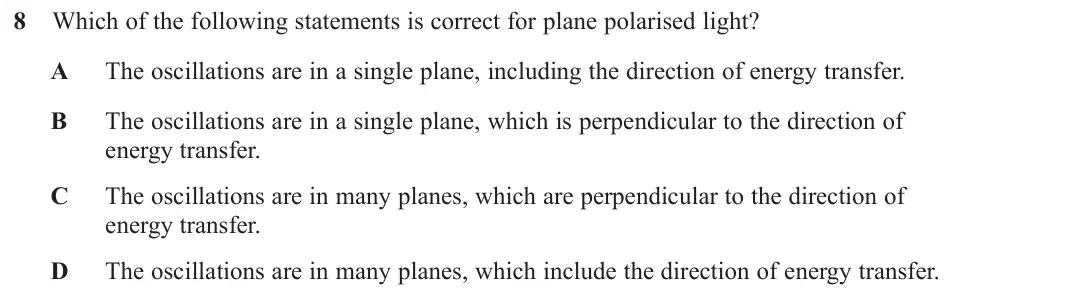 8 Which of the following statements is correct for plane polarised light?
A The oscillations are in a single plane, including the direction of energy transfer.
B The oscillations are in a single plane, which is perpendicular to the direction of
energy transfer.
C The oscillations are in many planes, which are perpendicular to the direction of
energy transfer.
D The oscillations are in many planes, which include the direction of energy transfer.